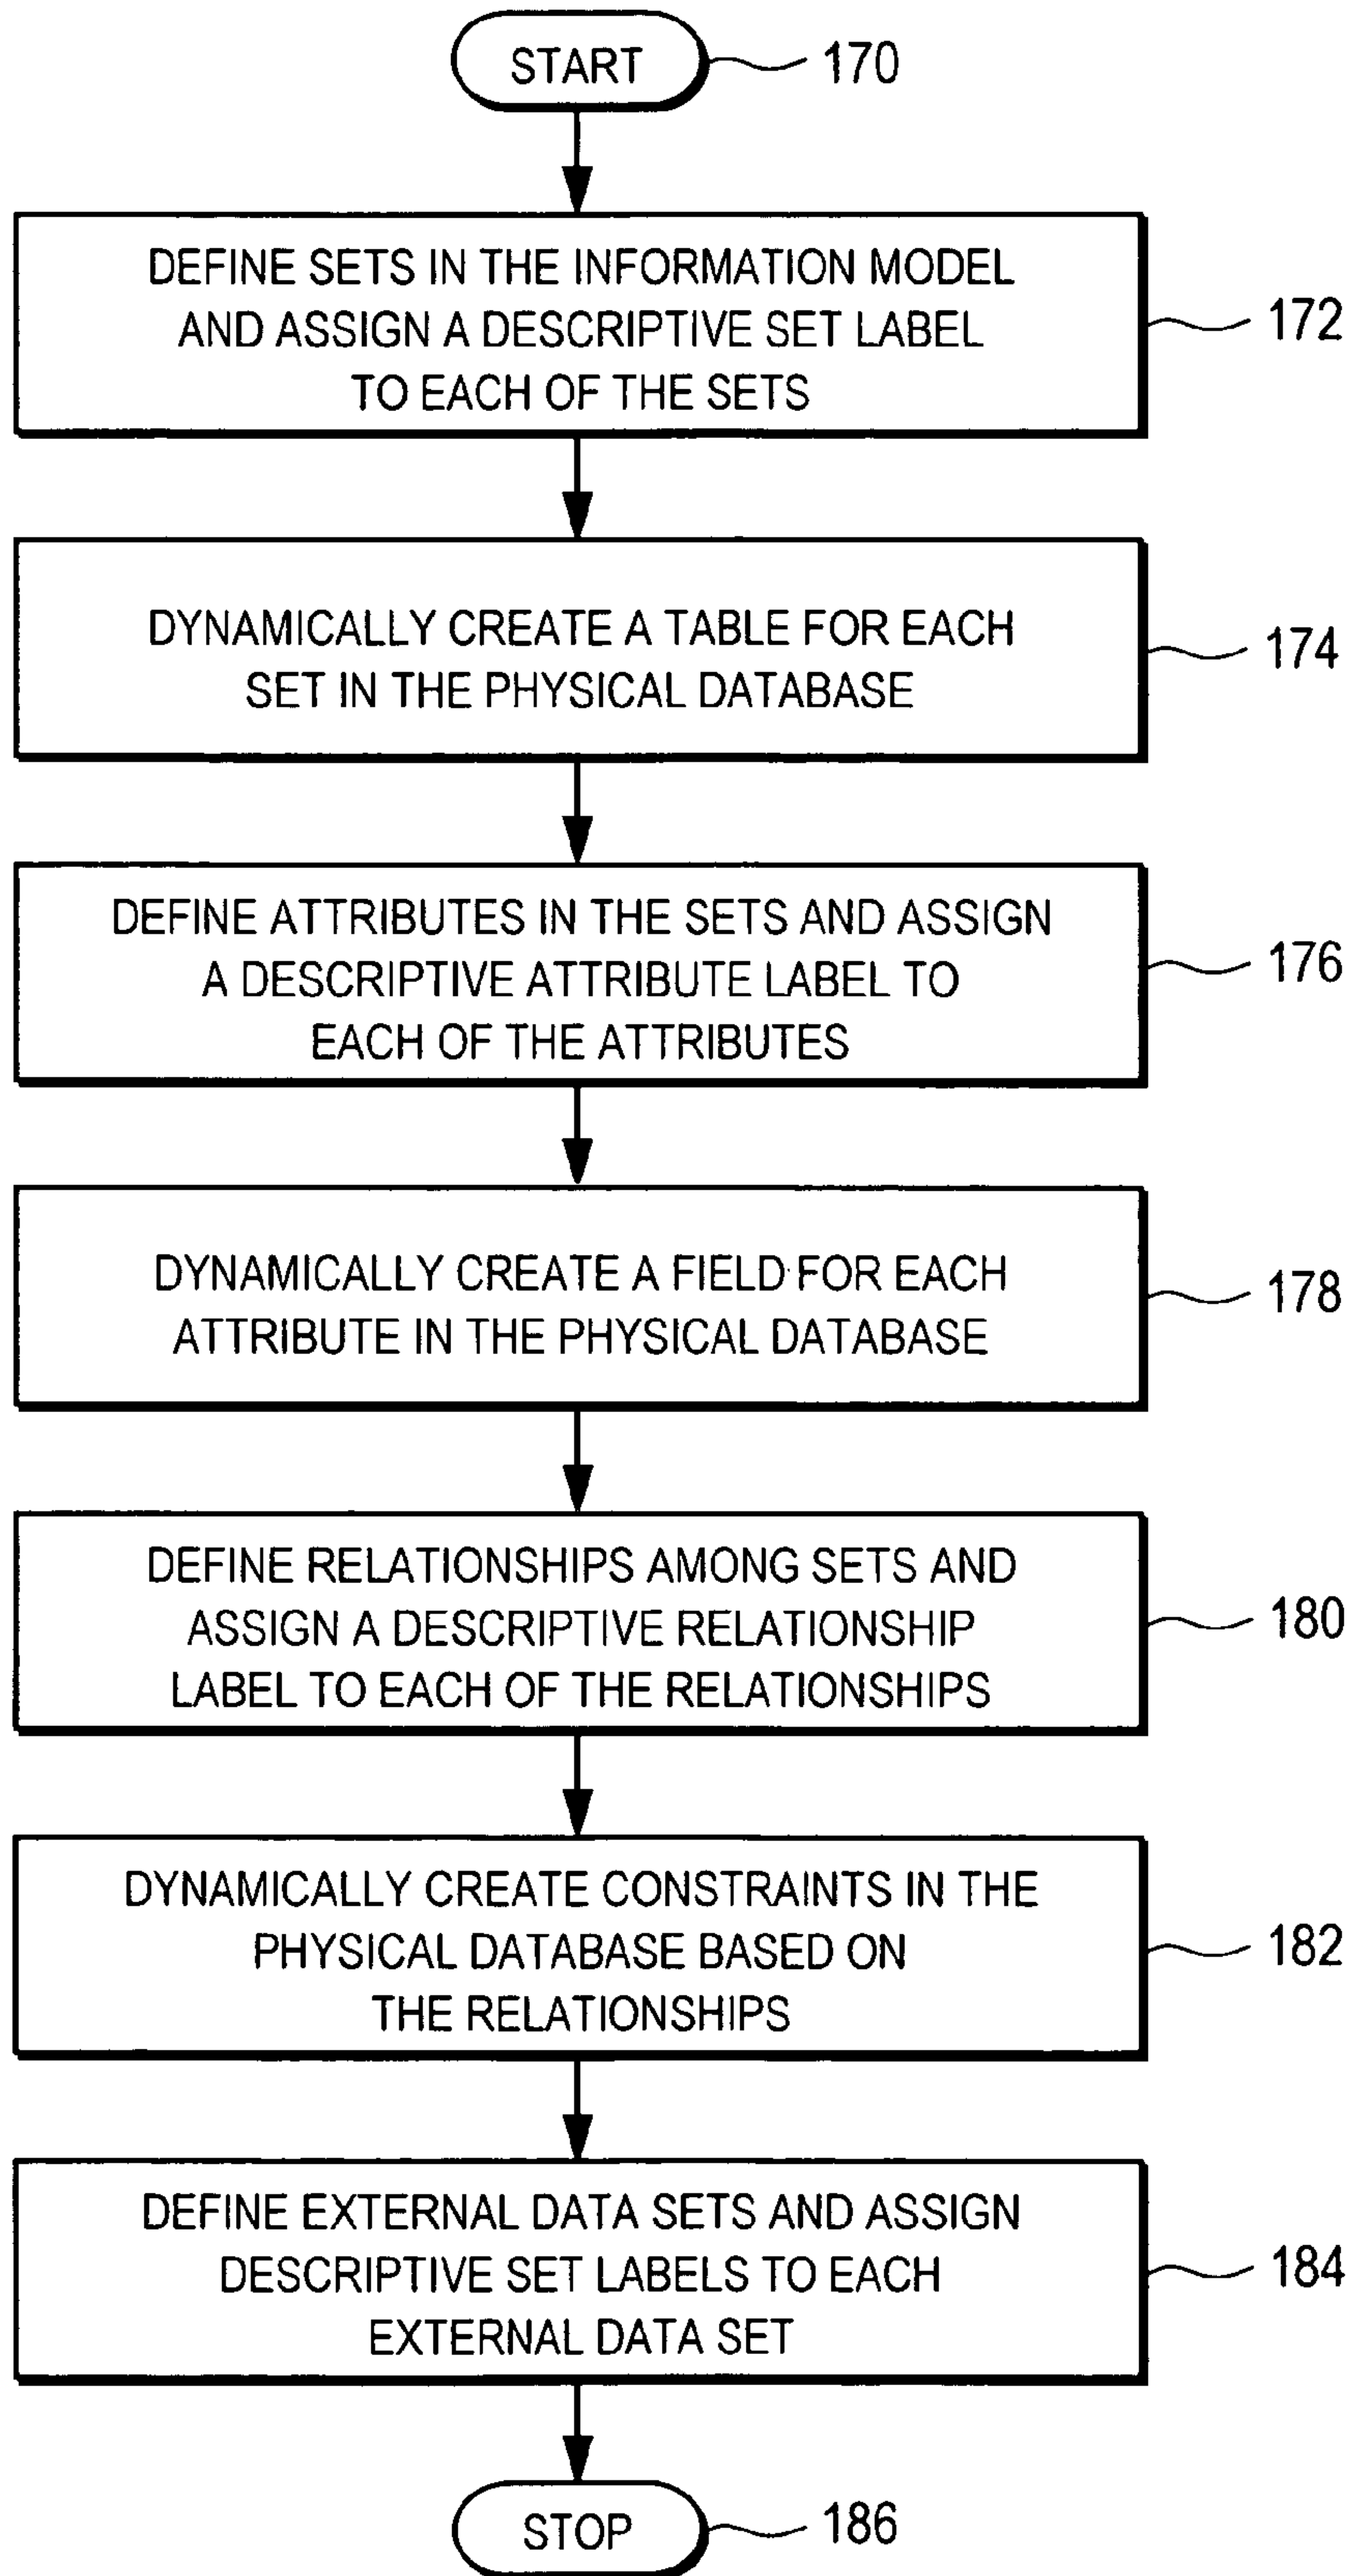 START
170
DEFINE SETS IN THE INFORMATION MODEL
AND ASSIGN A DESCRIPTIVE SET LABEL
TO EACH OF THE SETS
172
DYNAMICALLY CREATE A TABLE FOR EACH
SET IN THE PHYSICAL DATABASE
174
DEFINE ATTRIBUTES IN THE SETS AND ASSIGN
A DESCRIPTIVE ATTRIBUTE LABEL TO
EACH OF THE ATTRIBUTES
176
DYNAMICALLY CREATE A FIELD FOR EACH
ATTRIBUTE IN THE PHYSICAL DATABASE
178
DEFINE RELATIONSHIPS AMONG SETS AND
ASSIGN A DESCRIPTIVE RELATIONSHIP
LABEL TO EACH OF THE RELATIONSHIPS
180
DYNAMICALLY CREATE CONSTRAINTS IN THE
PHYSICAL DATABASE BASED ON
THE RELATIONSHIPS
182
DEFINE EXTERNAL DATA SETS AND ASSIGN
DESCRIPTIVE SET LABELS TO EACH
EXTERNAL DATA SET
184
STOP
186